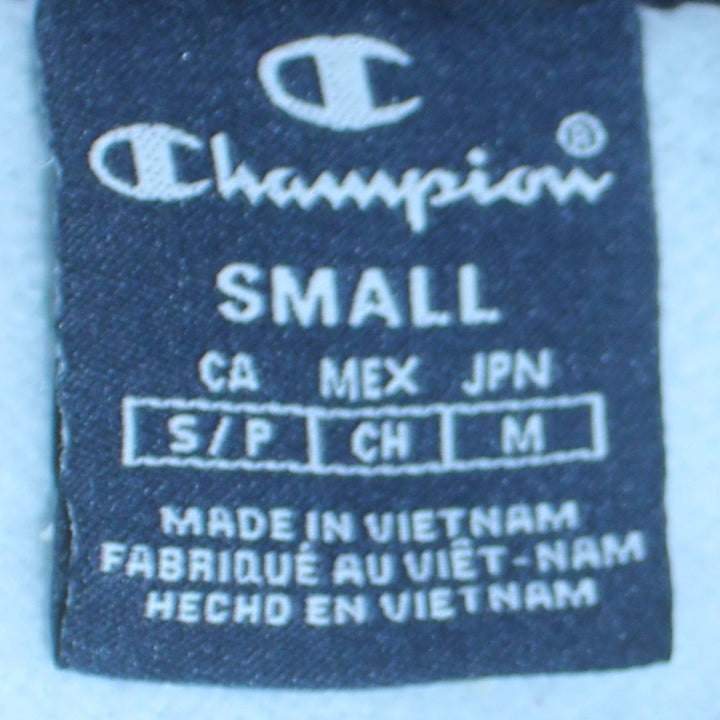 Champion®
SMALL
CA MEX JPN
S/P CH M
MADE IN VIETNAM
FABRIQUÉ AU VIÊT-NAM
HECHO EN VIETNAM